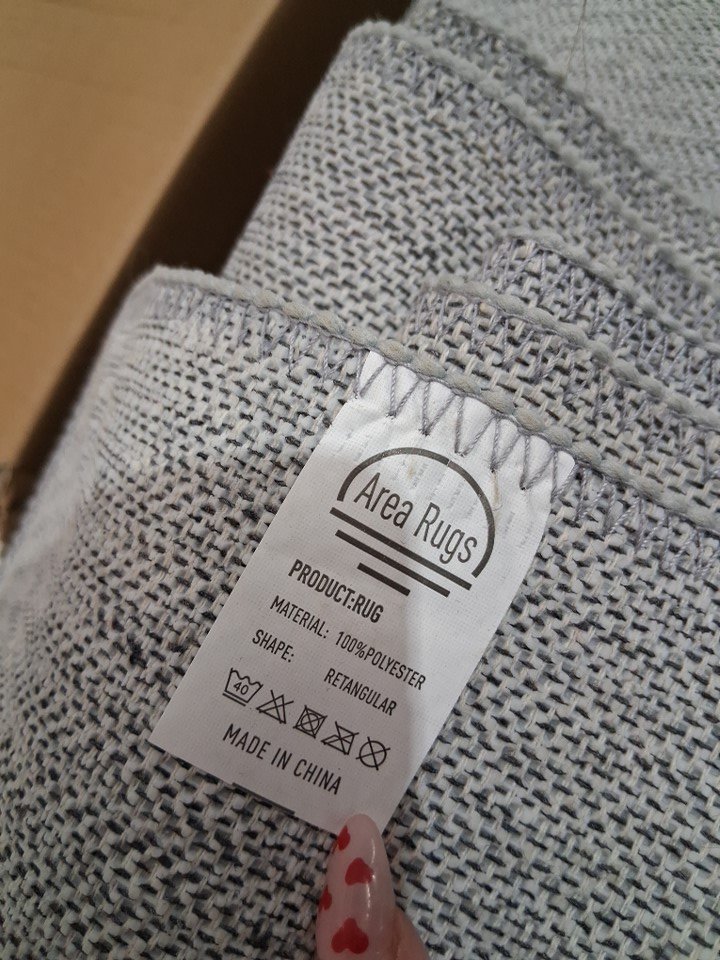 Area Rugs
PRODUCT:RUG
MATERIAL: 100%POLYESTER
SHAPE: RETANGULAR
40
MADE IN CHINA